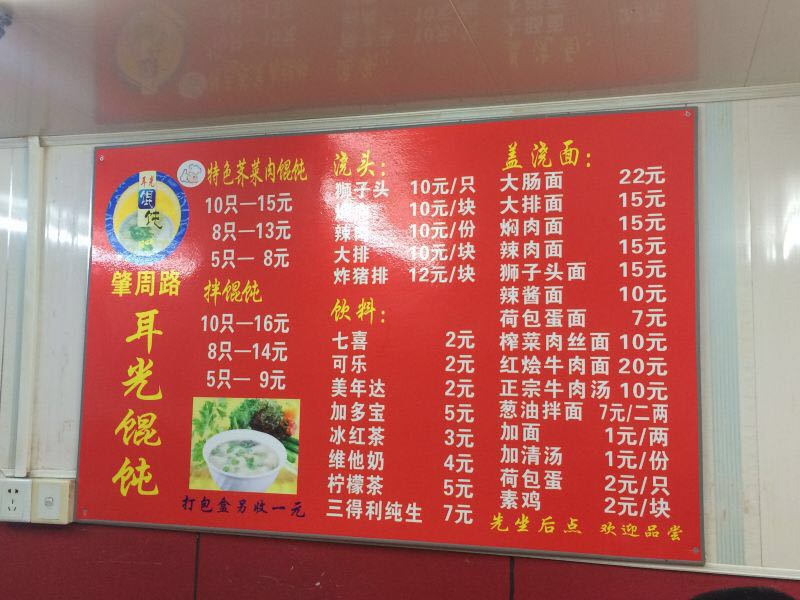 耳光
馄
饨
肇周路
耳光馄饨
特色荠菜肉馄饨
10只—15元
8只—13元
5只—8元
拌馄饨
10只—16元
8只—14元
5只—9元
打包盒另收一元
浇头：
狮子头 10元/只
肉 10元/块
辣肉 10元/份
大排 10元/块
炸猪排 12元/块
饮料：
七喜 2元
可乐 2元
美年达 2元
加多宝 5元
冰红茶 3元
维他奶 4元
柠檬茶 5元
三得利纯生 7元
盖浇面：
大肠面 22元
大排面 15元
焖肉面 15元
辣肉面 15元
狮子头面 15元
辣酱面 10元
荷包蛋面 7元
榨菜肉丝面 10元
红烩牛肉面 20元
正宗牛肉汤 10元
葱油拌面 7元/二两
加面 1元/两
加清汤 1元/份
荷包蛋 2元/只
素鸡 2元/块
先坐后点 欢迎品尝